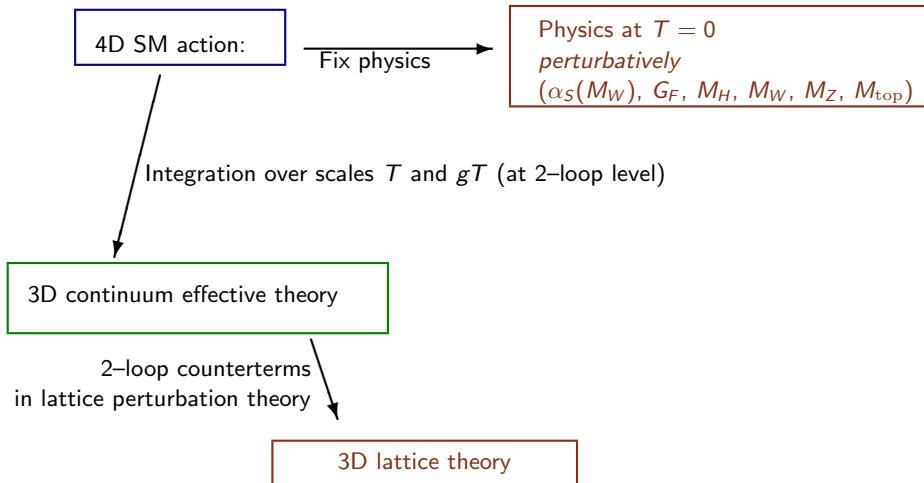 4D SM action:
Fix physics
Physics at T = 0
perturbatively
(α_S(M_W), G_F, M_H, M_W, M_Z, M_top)
Integration over scales T and gT (at 2–loop level)
3D continuum effective theory
2–loop counterterms
in lattice perturbation theory
3D lattice theory